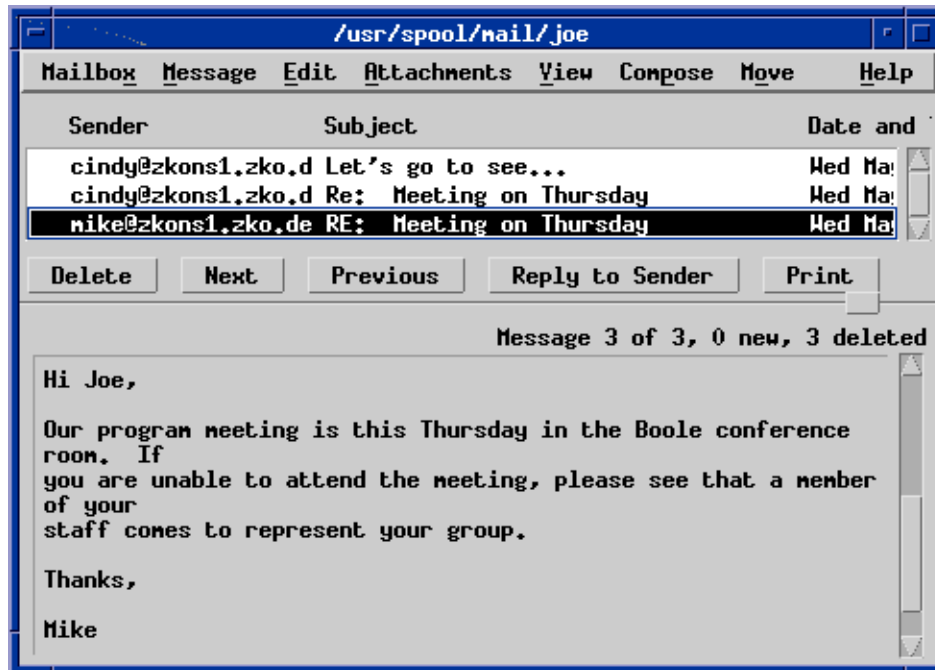 /usr/spool/mail/joe
Mailbox Message Edit Attachments View Compose Move Help
Sender Subject Date and
cindy@zkons1.zko.d Let's go to see... Wed Ma
cindy@zkons1.zko.d Re: Meeting on Thursday Wed Ma
mike@zkons1.zko.de RE: Meeting on Thursday Wed Ma
Delete Next Previous Reply to Sender Print
Message 3 of 3, 0 new, 3 deleted
Hi Joe,
Our program meeting is this Thursday in the Boole conference
room. If
you are unable to attend the meeting, please see that a member
of your
staff comes to represent your group.
Thanks,
Mike